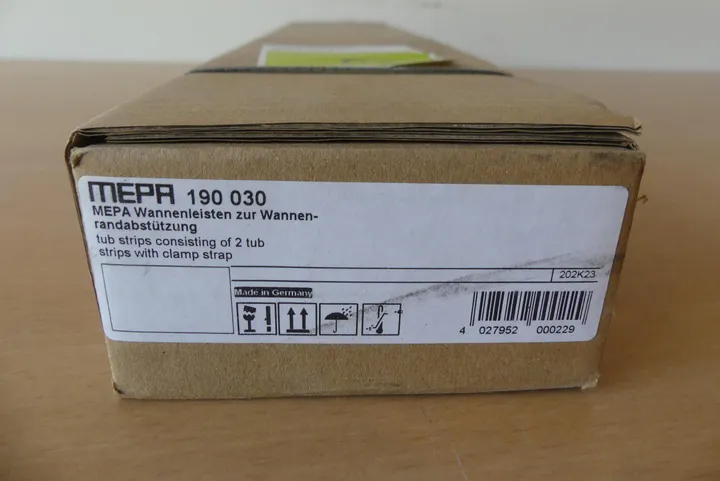 MEPA 190 030
MEPA Wannenleisten zur Wannen-
randabstützung
tub strips consisting of 2 tub
strips with clamp strap
202K23
Made in Germany
4 027952 000229